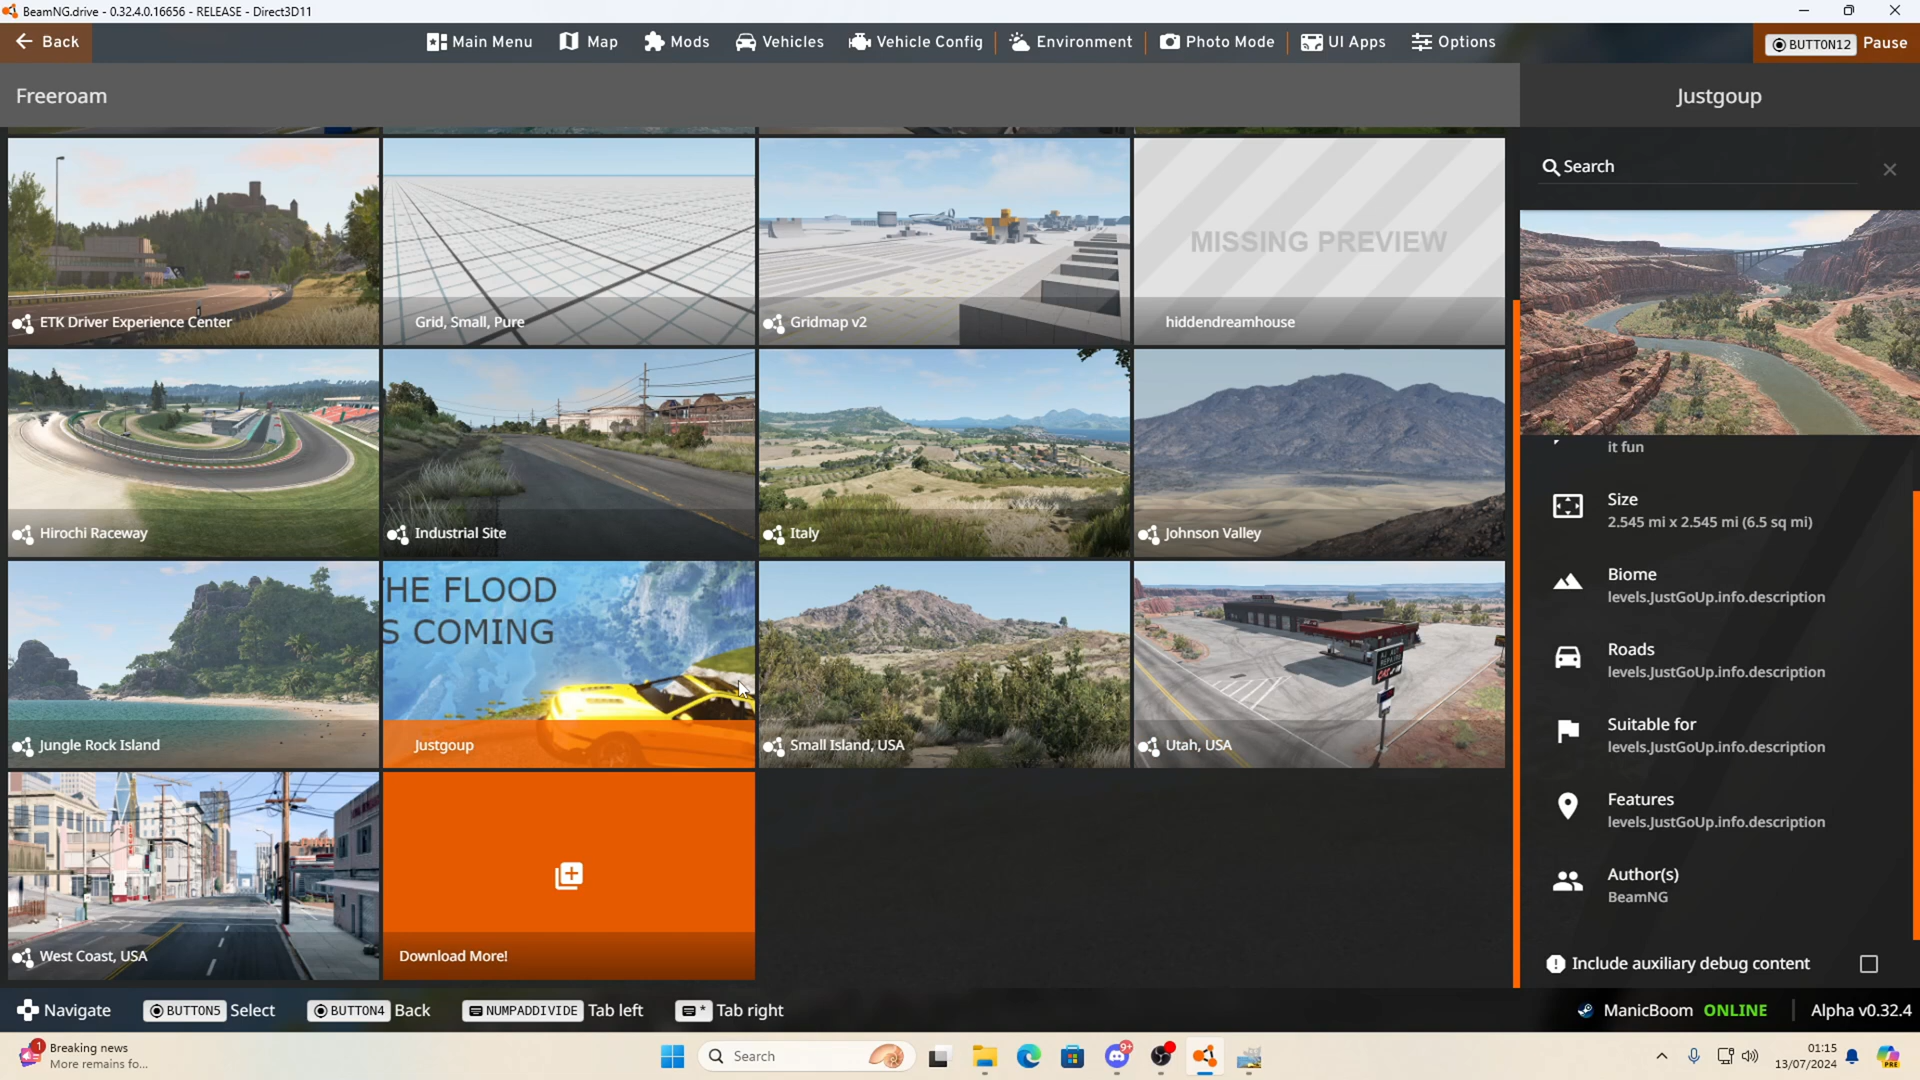 BeamNG.drive - 0.32.4.0.16656 - RELEASE - Direct3D11
Back
Main Menu
Map
Mods
Vehicles
Vehicle Config
Environment
Photo Mode
UI Apps
Options
BUTTON12 Pause
Freeroam
Justgoup
Search
ETK Driver Experience Center
Grid, Small, Pure
Gridmap v2
MISSING PREVIEW
hiddendreamhouse
Hirochi Raceway
Industrial Site
Italy
Johnson Valley
HE FLOOD
S COMING
Jungle Rock Island
Justgoup
Small Island, USA
Utah, USA
West Coast, USA
Download More!
it fun
Size
2.545 mi x 2.545 mi (6.5 sq mi)
Biome
levels.JustGoUp.info.description
Roads
levels.JustGoUp.info.description
Suitable for
levels.JustGoUp.info.description
Features
levels.JustGoUp.info.description
Author(s)
BeamNG
Include auxiliary debug content
Navigate
BUTTON5 Select
BUTTON4 Back
NUMPADDIVIDE Tab left
* Tab right
ManicBoom ONLINE
Alpha v0.32.4
1
Breaking news
More remains fo...
Search
9+
01:15
13/07/2024
PRE